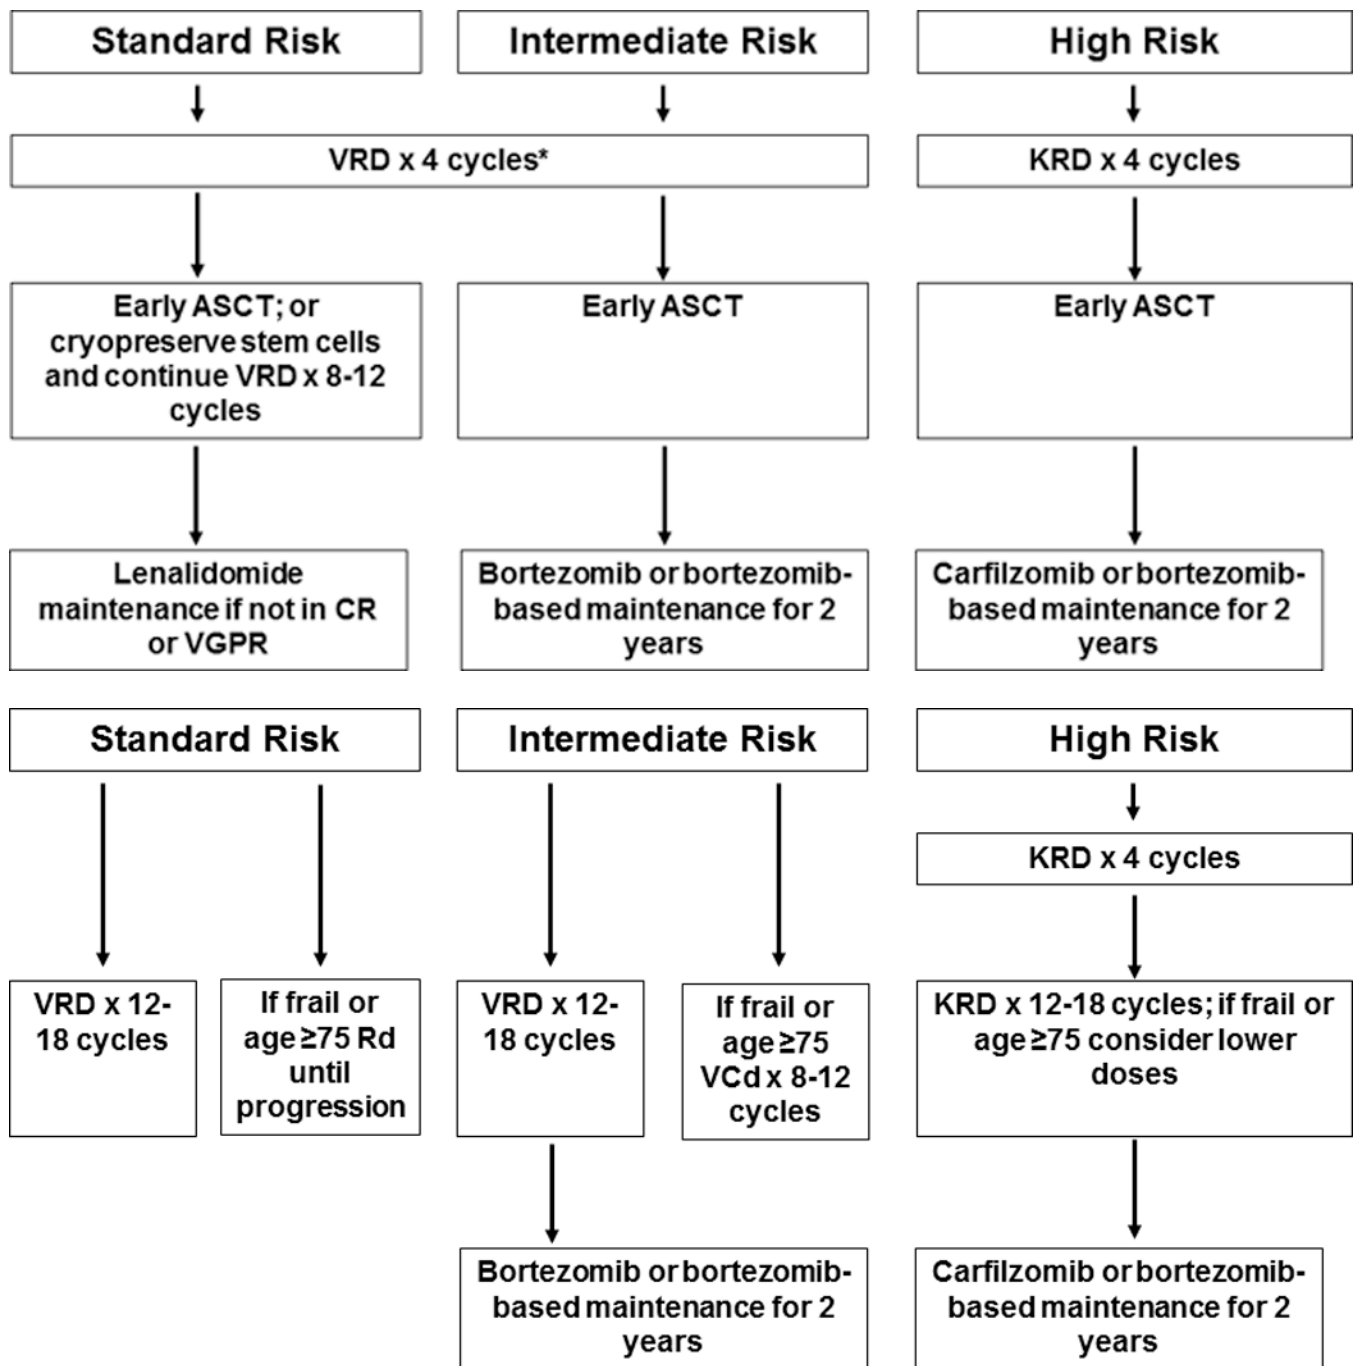 Standard Risk
Intermediate Risk
High Risk
VRD x 4 cycles*
KRD x 4 cycles
Early ASCT; or
cryopreserve stem cells
and continue VRD x 8-12
cycles
Early ASCT
Early ASCT
Lenalidomide
maintenance if not in CR
or VGPR
Bortezomib or bortezomib-
based maintenance for 2
years
Carfilzomib or bortezomib-
based maintenance for 2
years
Standard Risk
Intermediate Risk
High Risk
KRD x 4 cycles
VRD x 12-
18 cycles
If frail or
age ≥75 Rd
until
progression
VRD x 12-
18 cycles
If frail or
age ≥75
VCd x 8-12
cycles
KRD x 12-18 cycles; if frail or
age ≥75 consider lower
doses
Bortezomib or bortezomib-
based maintenance for 2
years
Carfilzomib or bortezomib-
based maintenance for 2
years